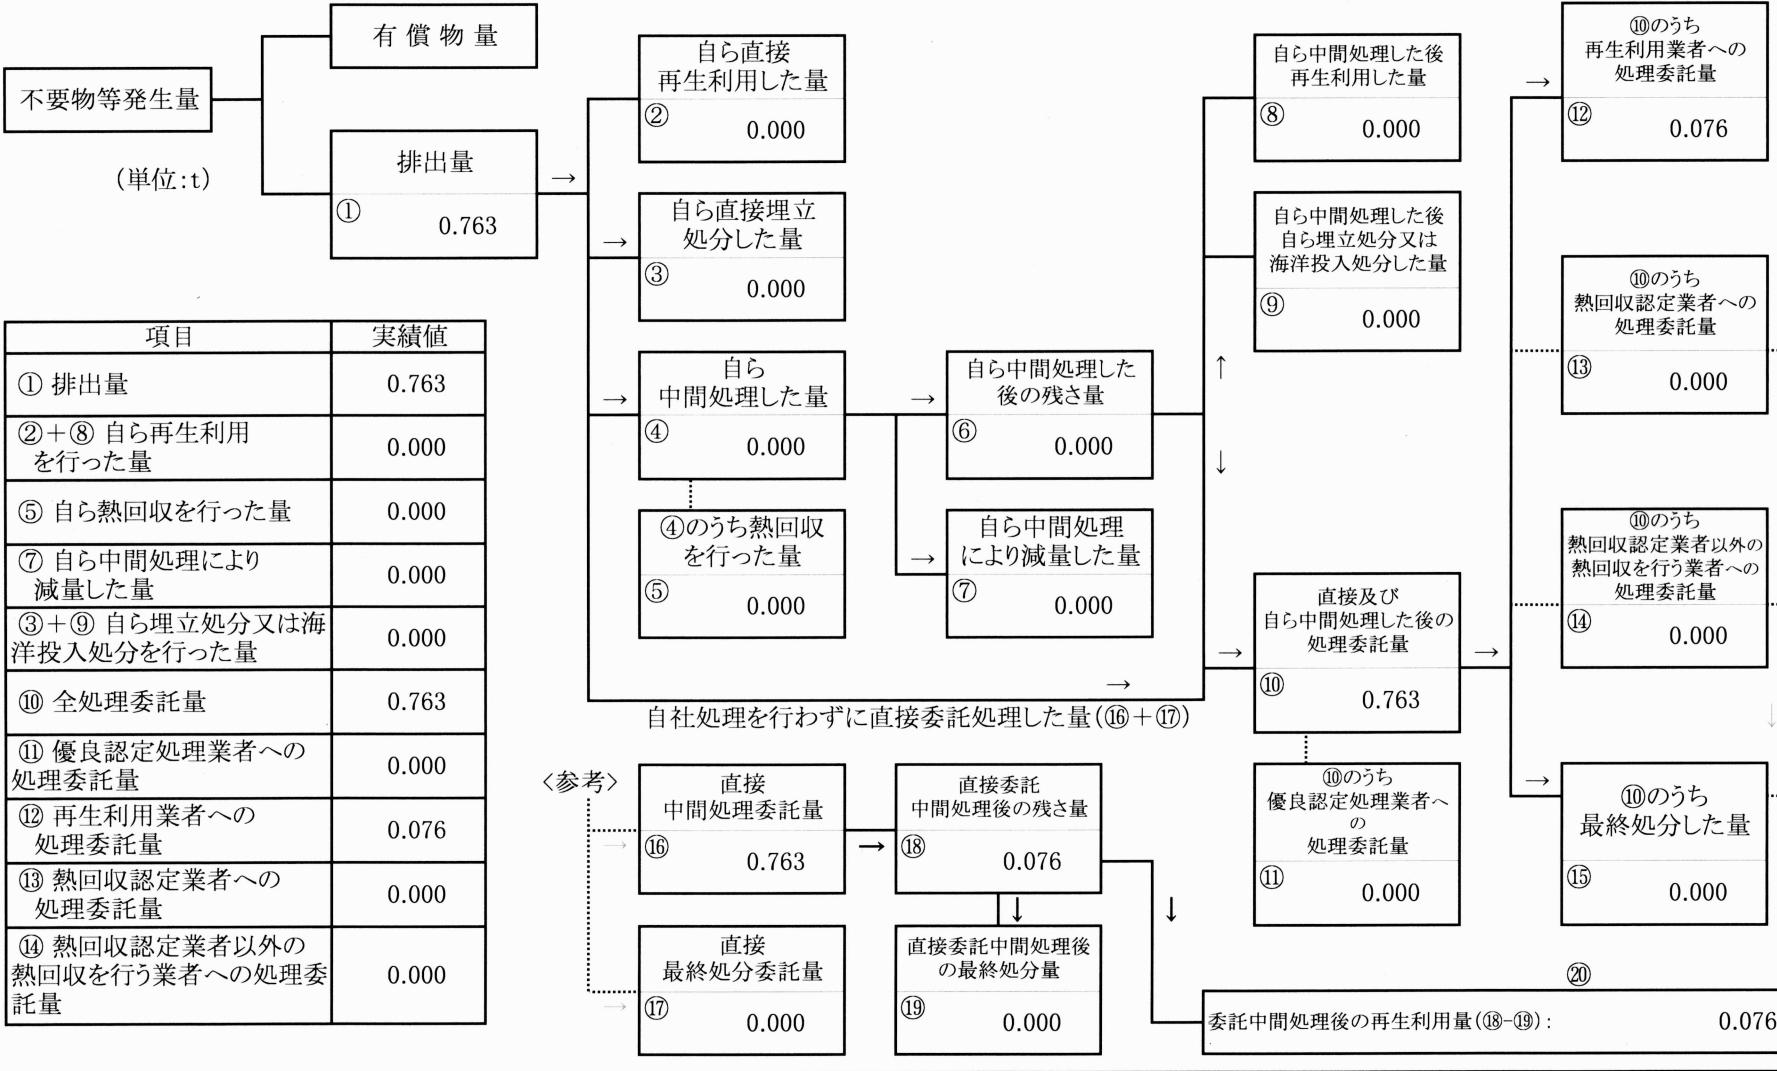 有償物量
不要物等発生量
(単位:t)
排出量
①
0.763
自ら直接
再生利用した量
②
0.000
自ら直接埋立
処分した量
③
0.000
自ら
中間処理した量
④
0.000
④のうち熱回収
を行った量
⑤
0.000
自ら中間処理した
後の残さ量
⑥
0.000
自ら中間処理
により減量した量
⑦
0.000
自ら中間処理した後
再生利用した量
⑧
0.000
自ら中間処理した後
自ら埋立処分又は
海洋投入処分した量
⑨
0.000
直接及び
自ら中間処理した後の
処理委託量
⑩
0.763
⑩のうち
優良認定処理業者へ
の
処理委託量
⑪
0.000
⑩のうち
再生利用業者への
処理委託量
⑫
0.076
⑩のうち
熱回収認定業者への
処理委託量
⑬
0.000
⑩のうち
熱回収認定業者以外の
熱回収を行う業者への
処理委託量
⑭
0.000
⑩のうち
最終処分した量
⑮
0.000
自社処理を行わずに直接委託処理した量(⑯+⑰)
<参考>
直接
中間処理委託量
⑯
0.763
直接
最終処分委託量
⑰
0.000
直接委託
中間処理後の残さ量
⑱
0.076
直接委託中間処理後
の最終処分量
⑲
0.000
⑳
委託中間処理後の再生利用量(⑱-⑲): 0.076
項目 実績値
① 排出量 0.763
②+⑧ 自ら再生利用
を行った量 0.000
⑤ 自ら熱回収を行った量 0.000
⑦ 自ら中間処理により
減量した量 0.000
③+⑨ 自ら埋立処分又は海
洋投入処分を行った量 0.000
⑩ 全処理委託量 0.763
⑪ 優良認定処理業者への
処理委託量 0.000
⑫ 再生利用業者への
処理委託量 0.076
⑬ 熱回収認定業者への
処理委託量 0.000
⑭ 熱回収認定業者以外の
熱回収を行う業者への処理委
託量 0.000